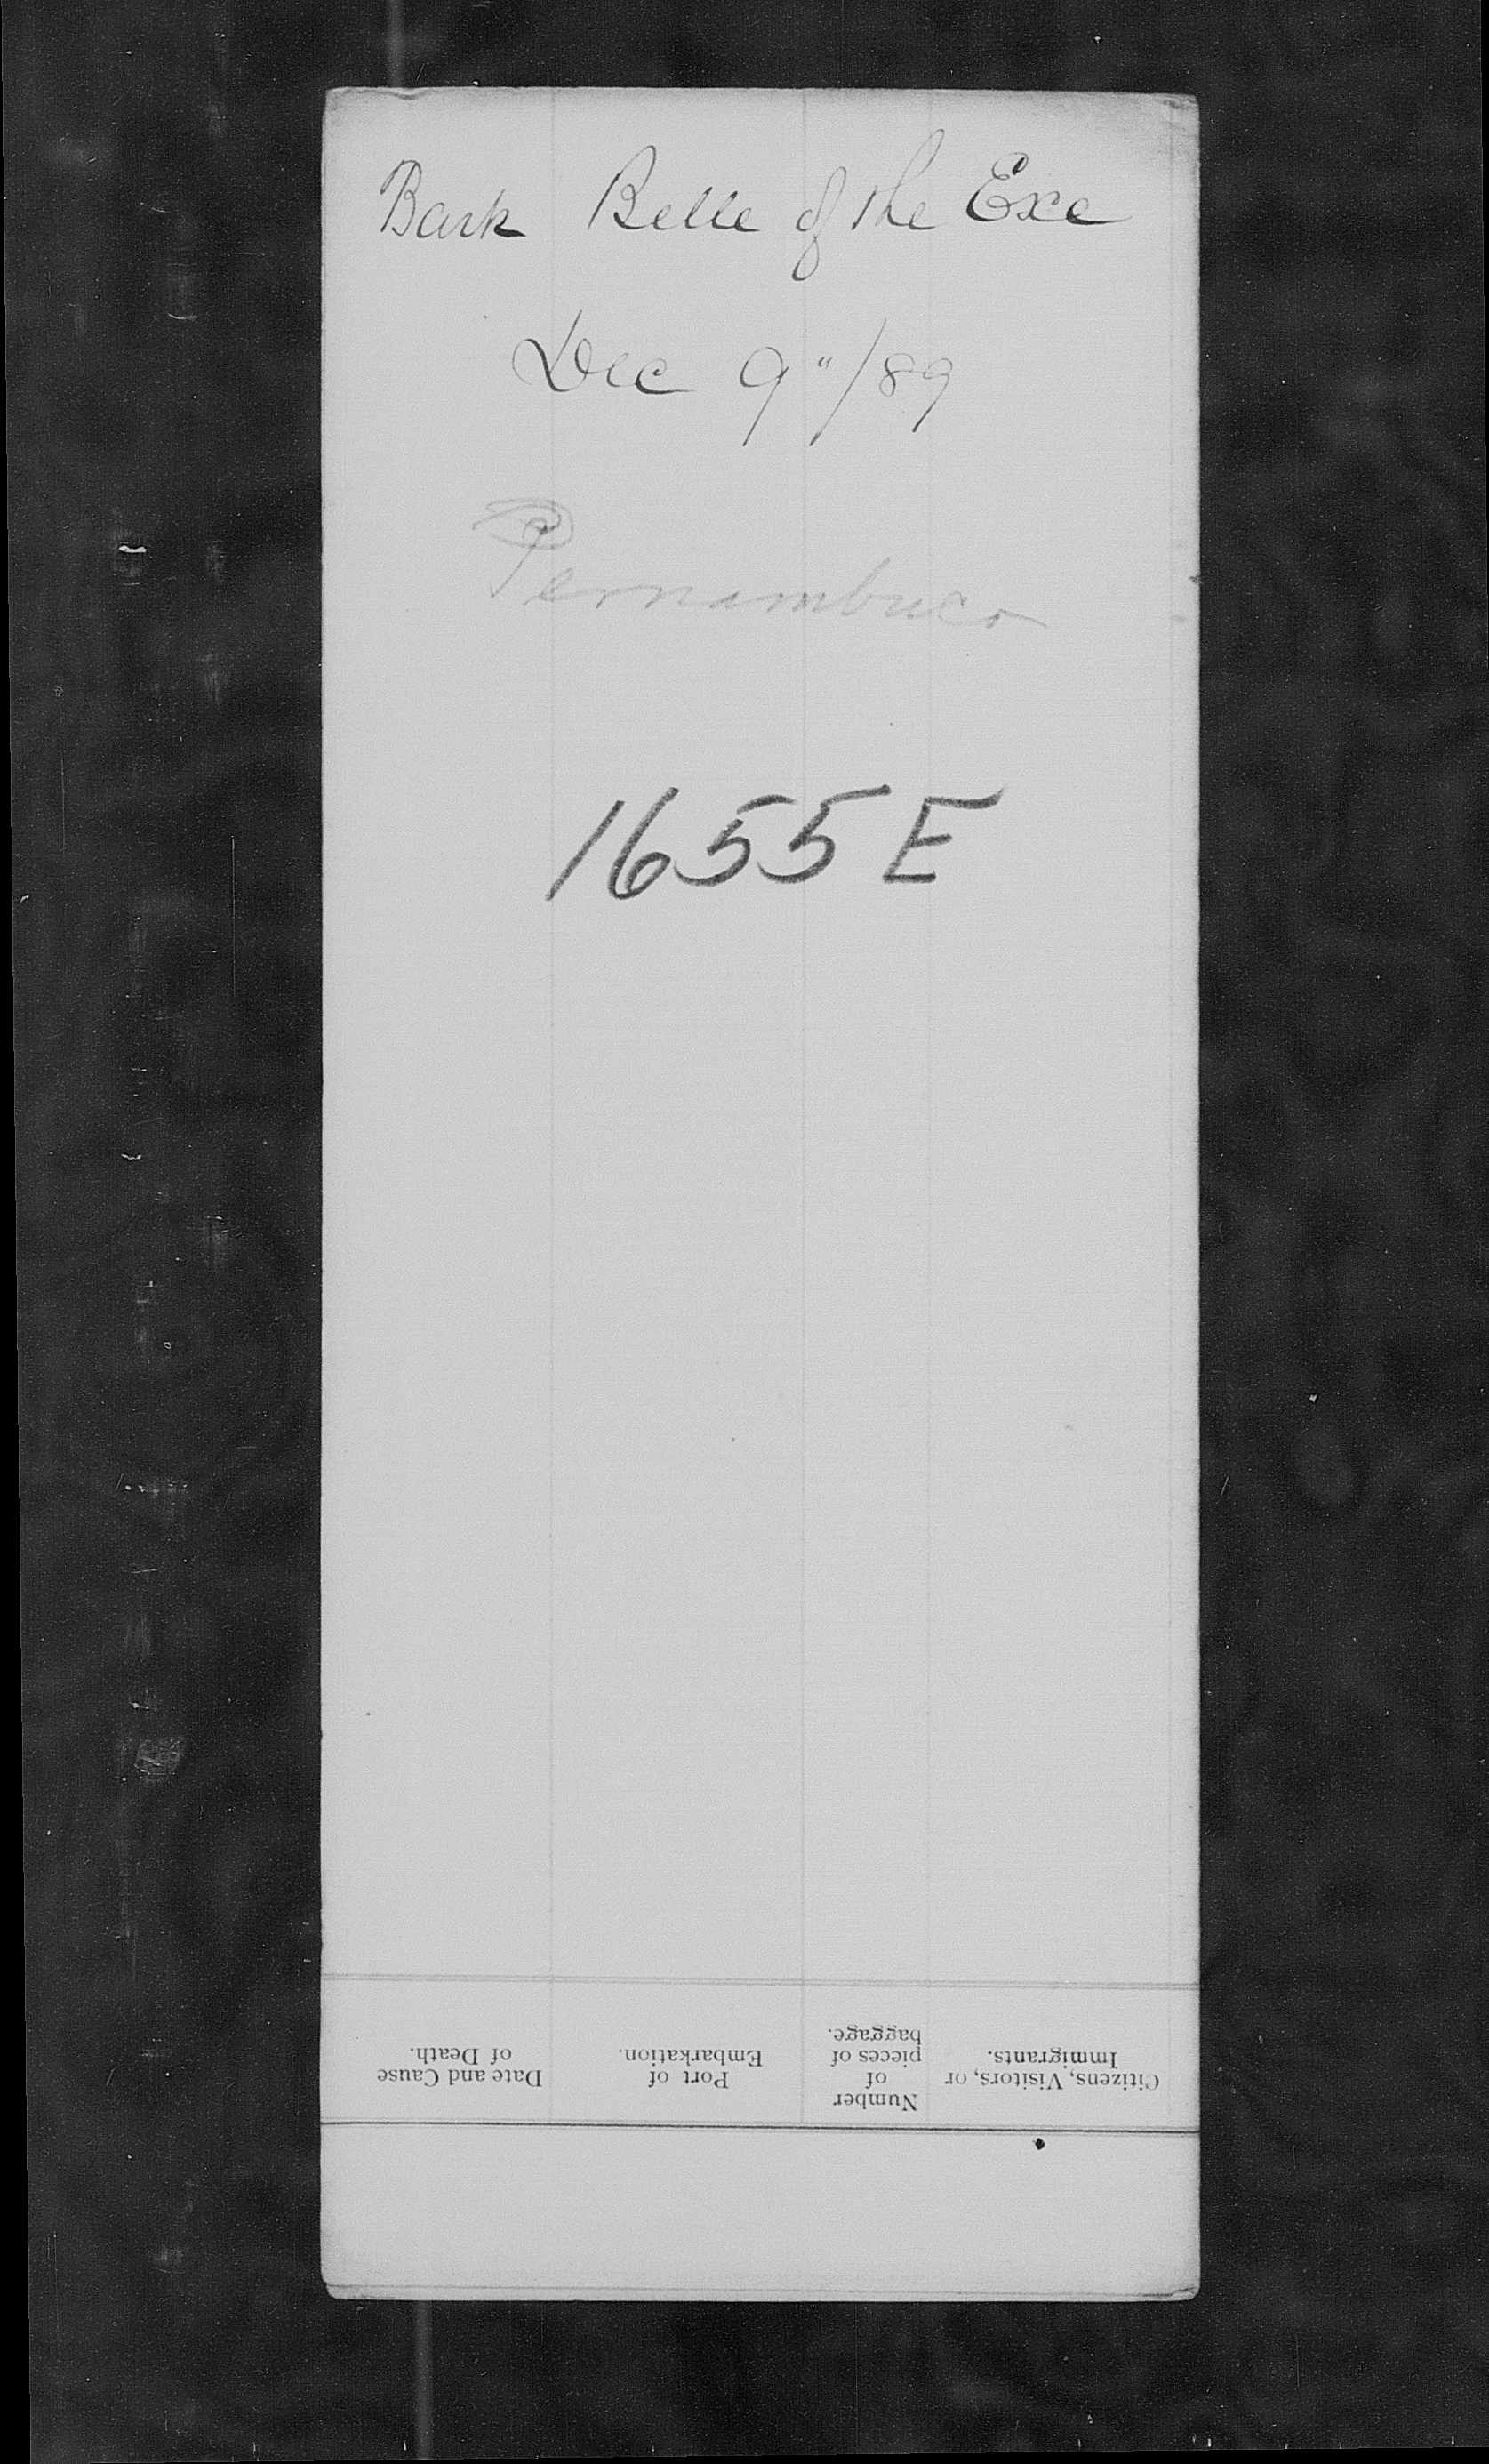 Bark Belle of the Exe
Dec 9"/89
Pernambuco
1655 E
Citizens, Visitors, or
Immigrants.
Number
of
pieces of
baggage.
Port of
Embarkation.
Date and Cause
of Death.